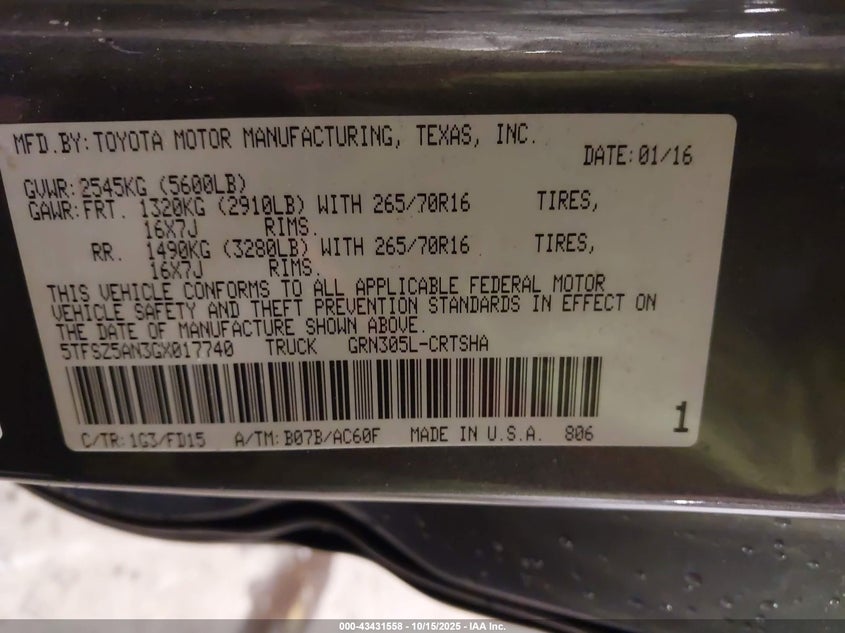 MFD.BY:TOYOTA MOTOR MANUFACTURING, TEXAS, INC.
DATE:01/16
GVWR:2545KG (5600LB)
GAWR:FRT. 1320KG (2910LB) WITH 265/70R16 TIRES,
16X7J RIMS.
RR. 1490KG (3280LB) WITH 265/70R16 TIRES,
16X7J RIMS.
THIS VEHICLE CONFORMS TO ALL APPLICABLE FEDERAL MOTOR
VEHICLE SAFETY AND THEFT PREVENTION STANDARDS IN EFFECT ON
THE DATE OF MANUFACTURE SHOWN ABOVE.
5TFSZ5AN3GX017740 TRUCK GRN305L-CRTSHA
1
C/TR:1G3/FD15 A/TM:B07B/AC60F MADE IN U.S.A. 806
000-43431558 - 10/15/2025 - IAA Inc.